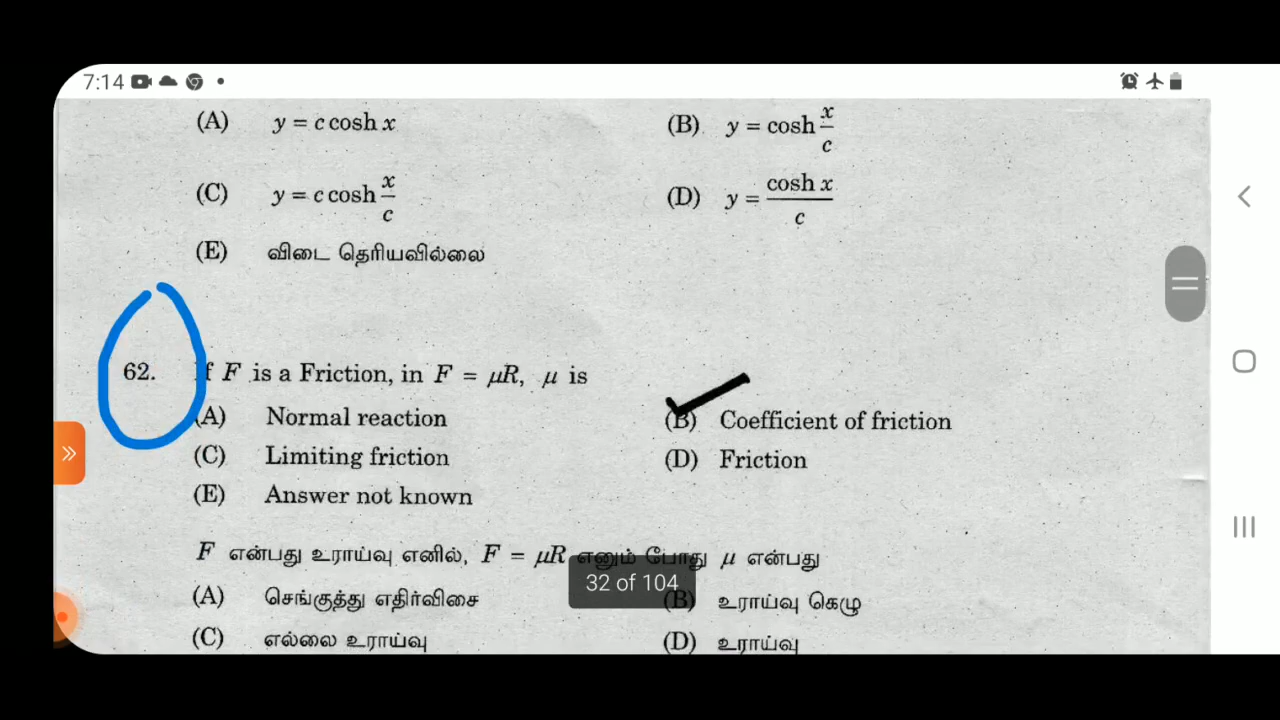 7:14
(A) y = c cosh x (B) y = cosh x/c
(C) y = c cosh x/c (D) y = cosh x/c
(E) விடை தெரியவில்லை
62. If F is a Friction, in F = μR, μ is
(A) Normal reaction (B) Coefficient of friction
(C) Limiting friction (D) Friction
(E) Answer not known
F என்பது உராய்வு எனில், F = μR எனும் போது μ என்பது
32 of 104
(A) செங்குத்து எதிர்விசை (B) உராய்வு கெழு
(C) எல்லை உராய்வு (D) உராய்வு